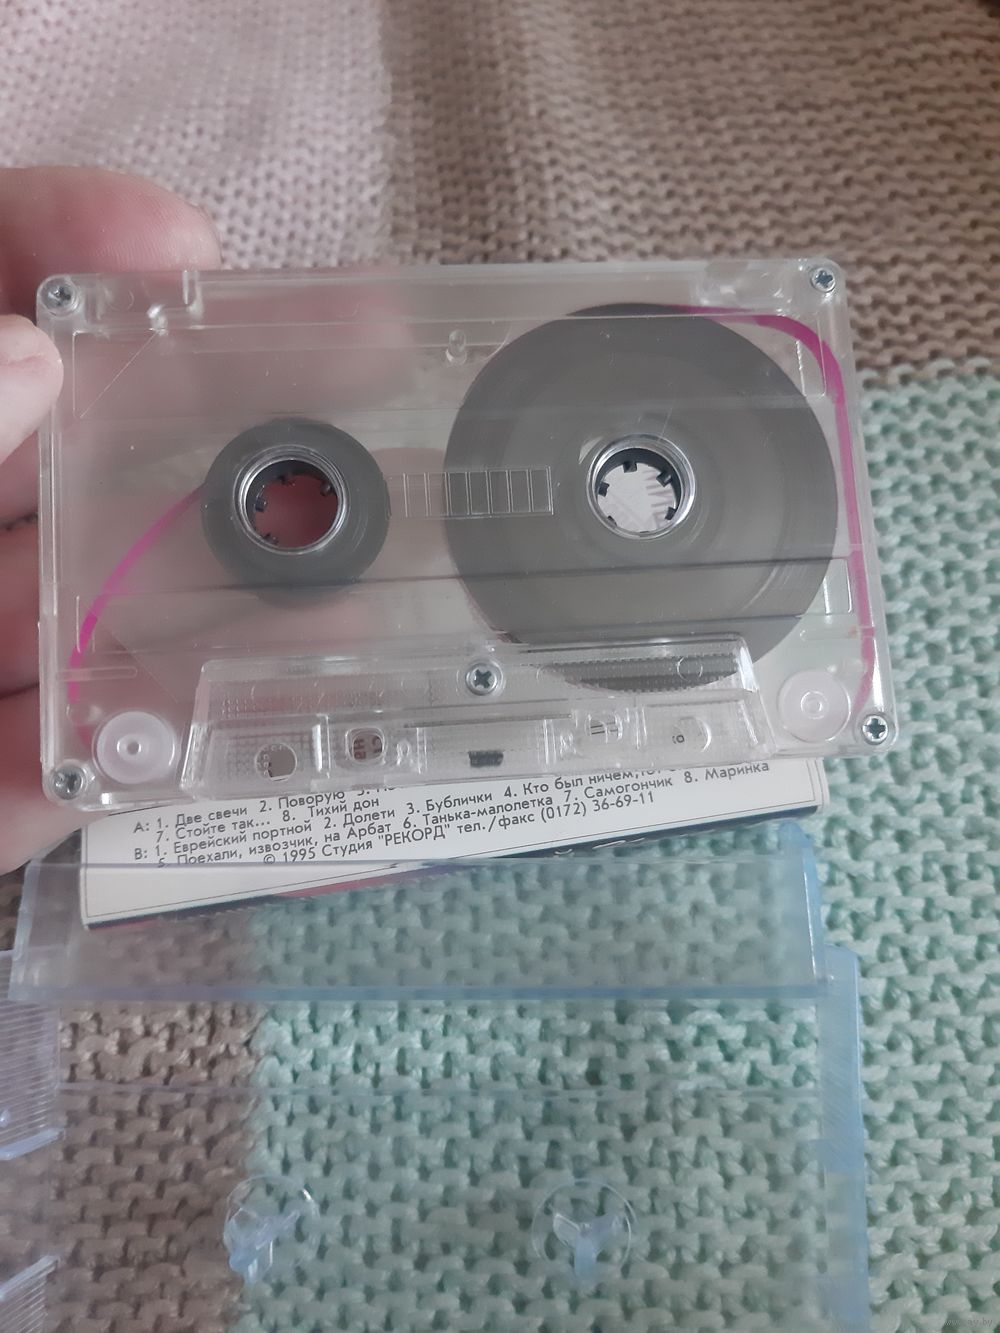 А: 1. Две свечи 2. Поворую 3.
4. Кто был ничем,
7. Стойте так... 8. Тихий дон
В: 1. Еврейский портной 2. Долети 3. Бублички
5. Поехали, извозчик, на Арбат 6. Танька-малолетка 7. Самогончик 8. Маринка
© 1995 Студия "РЕКОРД" тел./факс (0172) 36-69-11